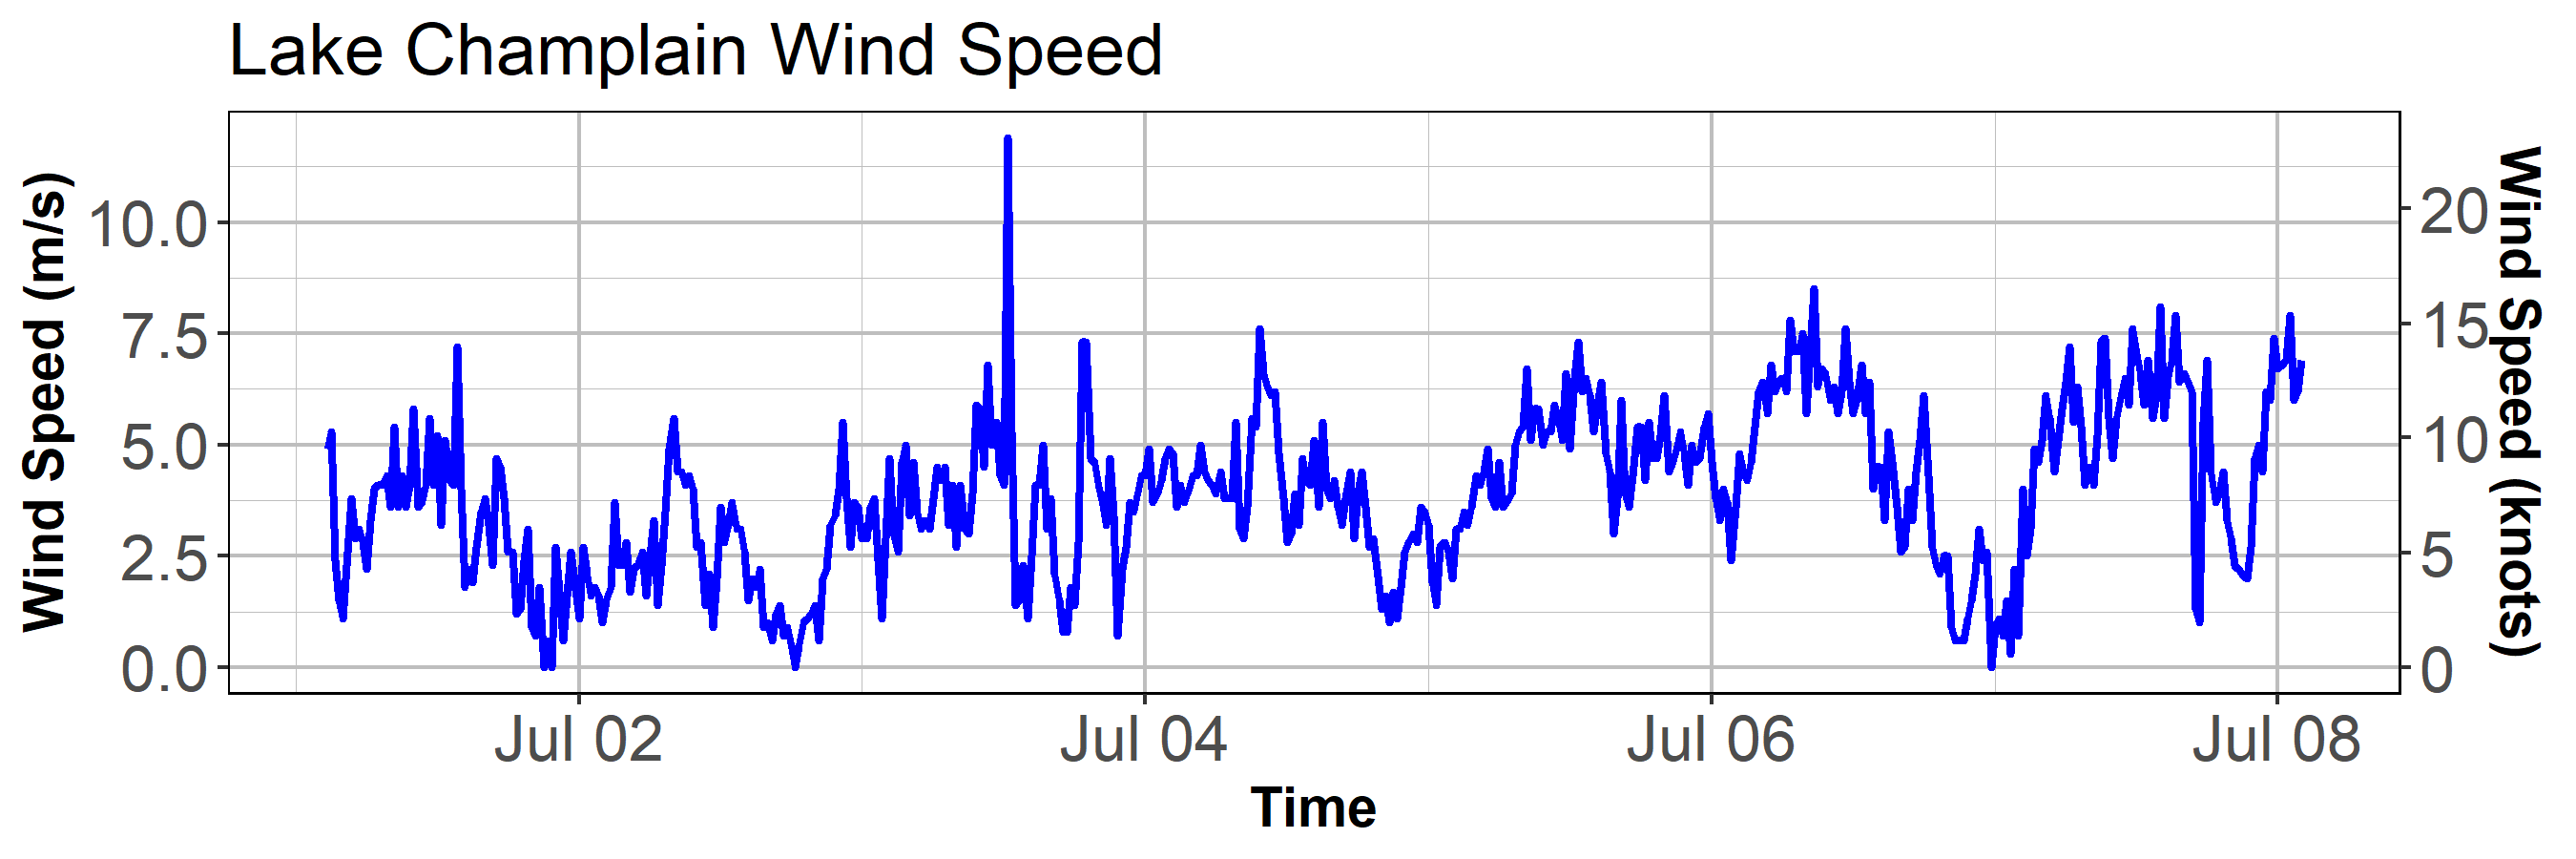 Lake Champlain Wind Speed
Wind Speed (m/s)
10.0
7.5
5.0
2.5
0.0
20
15
10
5
0
Wind Speed (knots)
Jul 02
Jul 04
Jul 06
Jul 08
Time